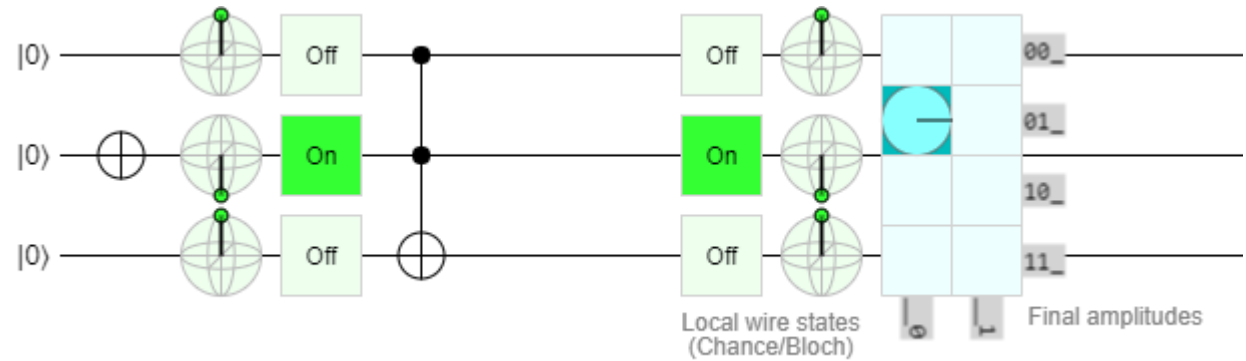 |0⟩ Off Off 00_
01_
|0⟩ On On
10_
|0⟩ Off Off 11_
Local wire states
(Chance/Bloch)
_0 _1
Final amplitudes